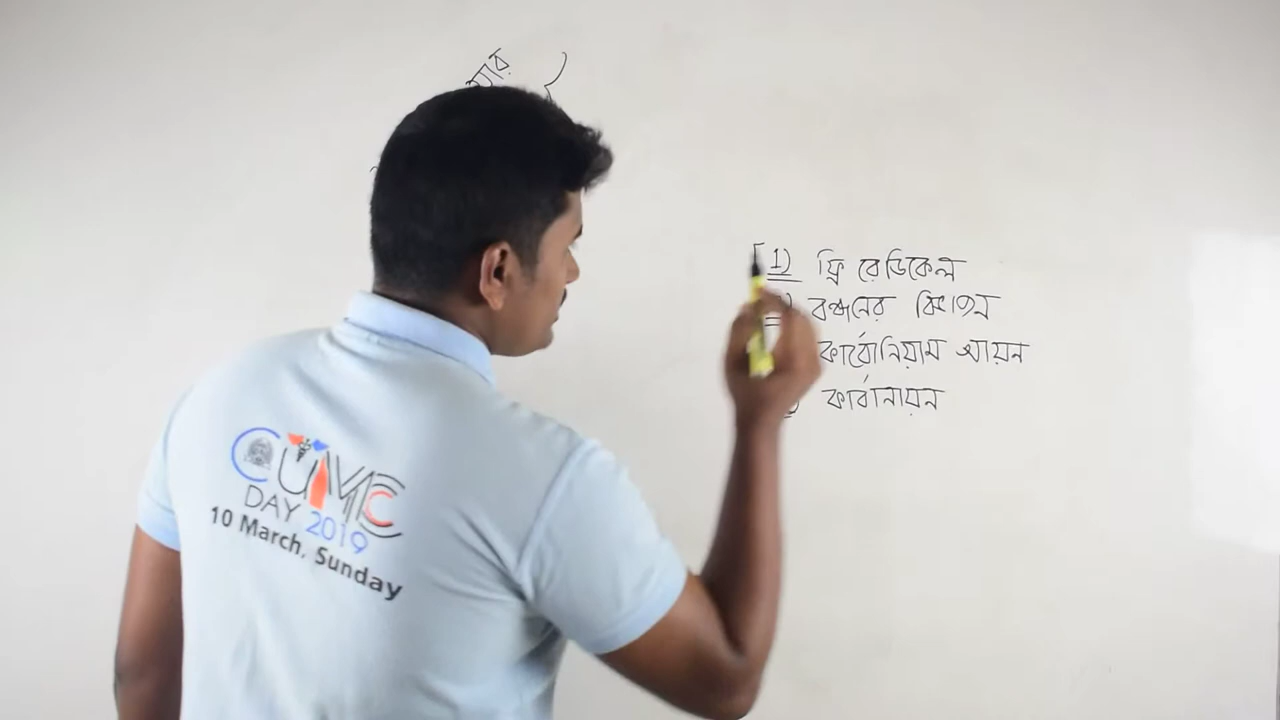 1) ফ্রি রেডিকেল
বন্ধনের বিভাজন
কার্বোনিয়াম আয়ন
কার্বানায়ন
CUMC
DAY 2019
10 March, Sunday